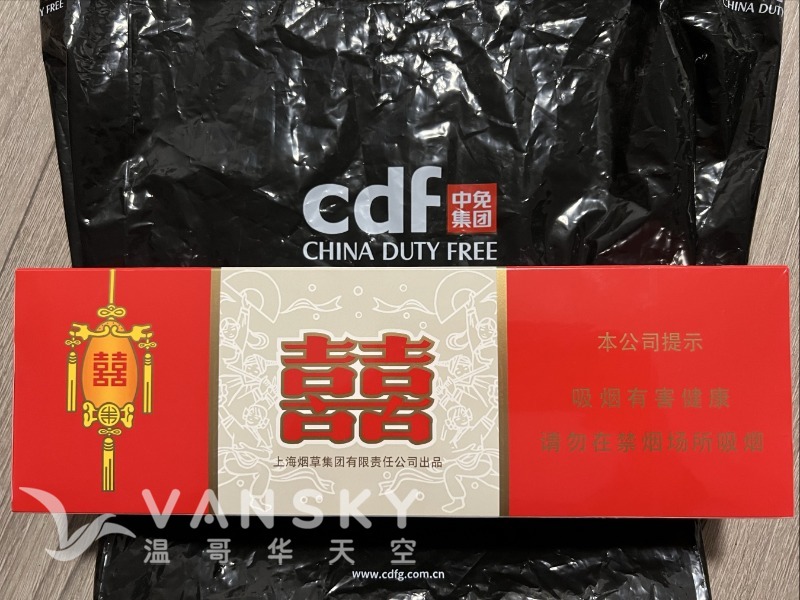 Y FREE
CHINA DUTY
cdf 中免集团
CHINA DUTY FREE
囍
囍
上海烟草集团有限责任公司出品
本公司提示
吸烟有害健康
请勿在禁烟场所吸烟
VANSKY
温哥华天空
www.cdfg.com.cn